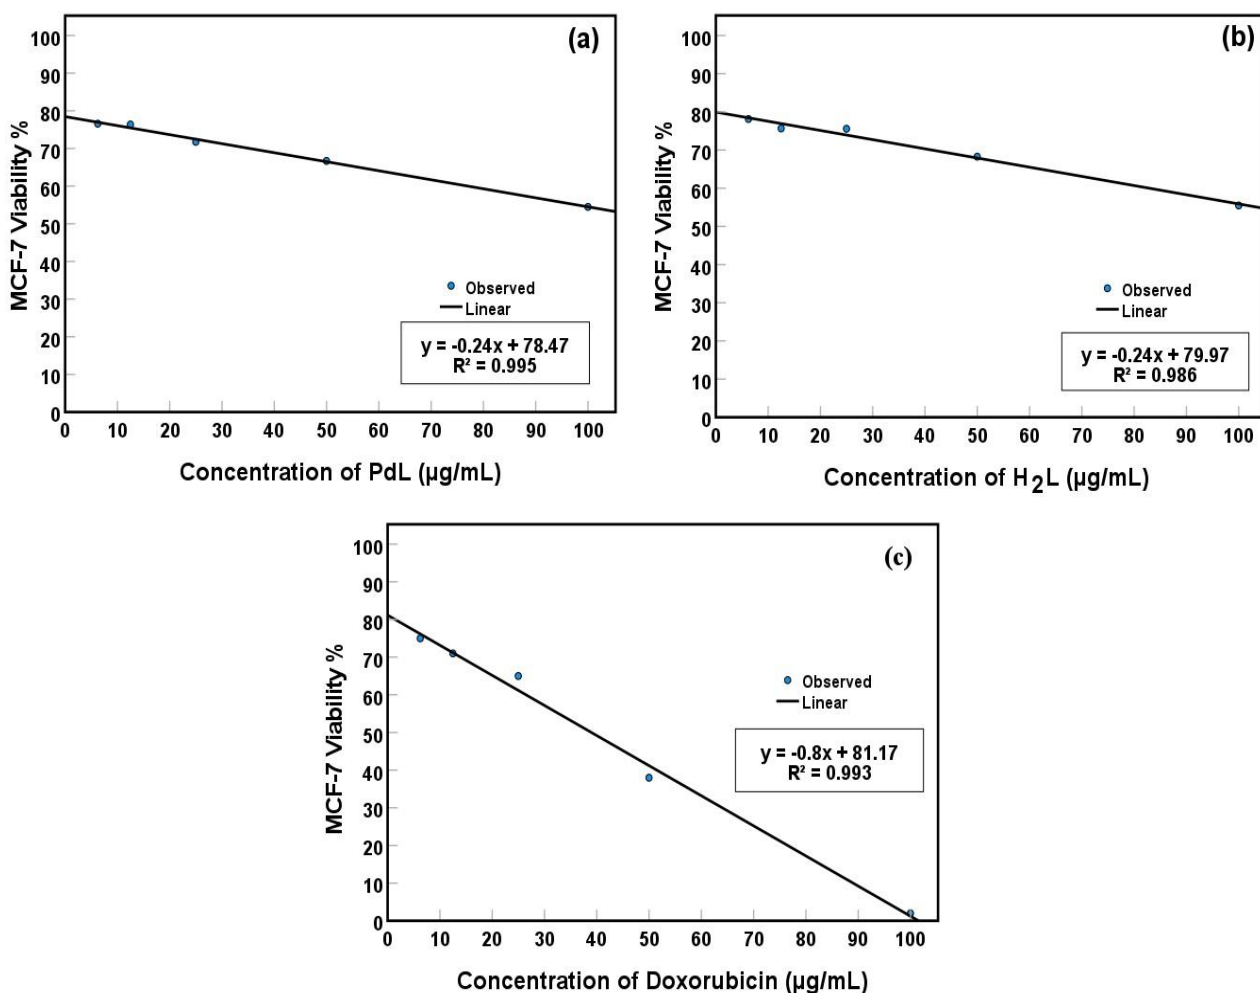 (a)
MCF-7 Viability %
100
90
80
70
60
50
40
30
20
10
0
0 10 20 30 40 50 60 70 80 90 100
Observed
Linear
y = -0.24x + 78.47
R² = 0.995
Concentration of PdL (µg/mL)
(b)
MCF-7 Viability %
100
90
80
70
60
50
40
30
20
10
0
0 10 20 30 40 50 60 70 80 90 100
Observed
Linear
y = -0.24x + 79.97
R² = 0.986
Concentration of H₂L (µg/mL)
(c)
MCF-7 Viability %
100
90
80
70
60
50
40
30
20
10
0
0 10 20 30 40 50 60 70 80 90 100
Observed
Linear
y = -0.8x + 81.17
R² = 0.993
Concentration of Doxorubicin (µg/mL)